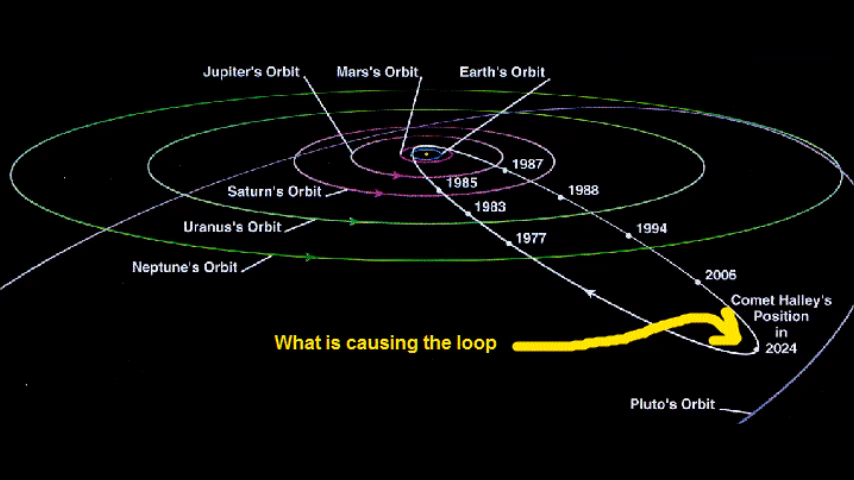 Jupiter's Orbit
Mars's Orbit
Earth's Orbit
1987
1985
Saturn's Orbit
1988
1983
Uranus's Orbit
1994
1977
Neptune's Orbit
2005
Comet Halley's
Position
in
2024
What is causing the loop
Pluto's Orbit